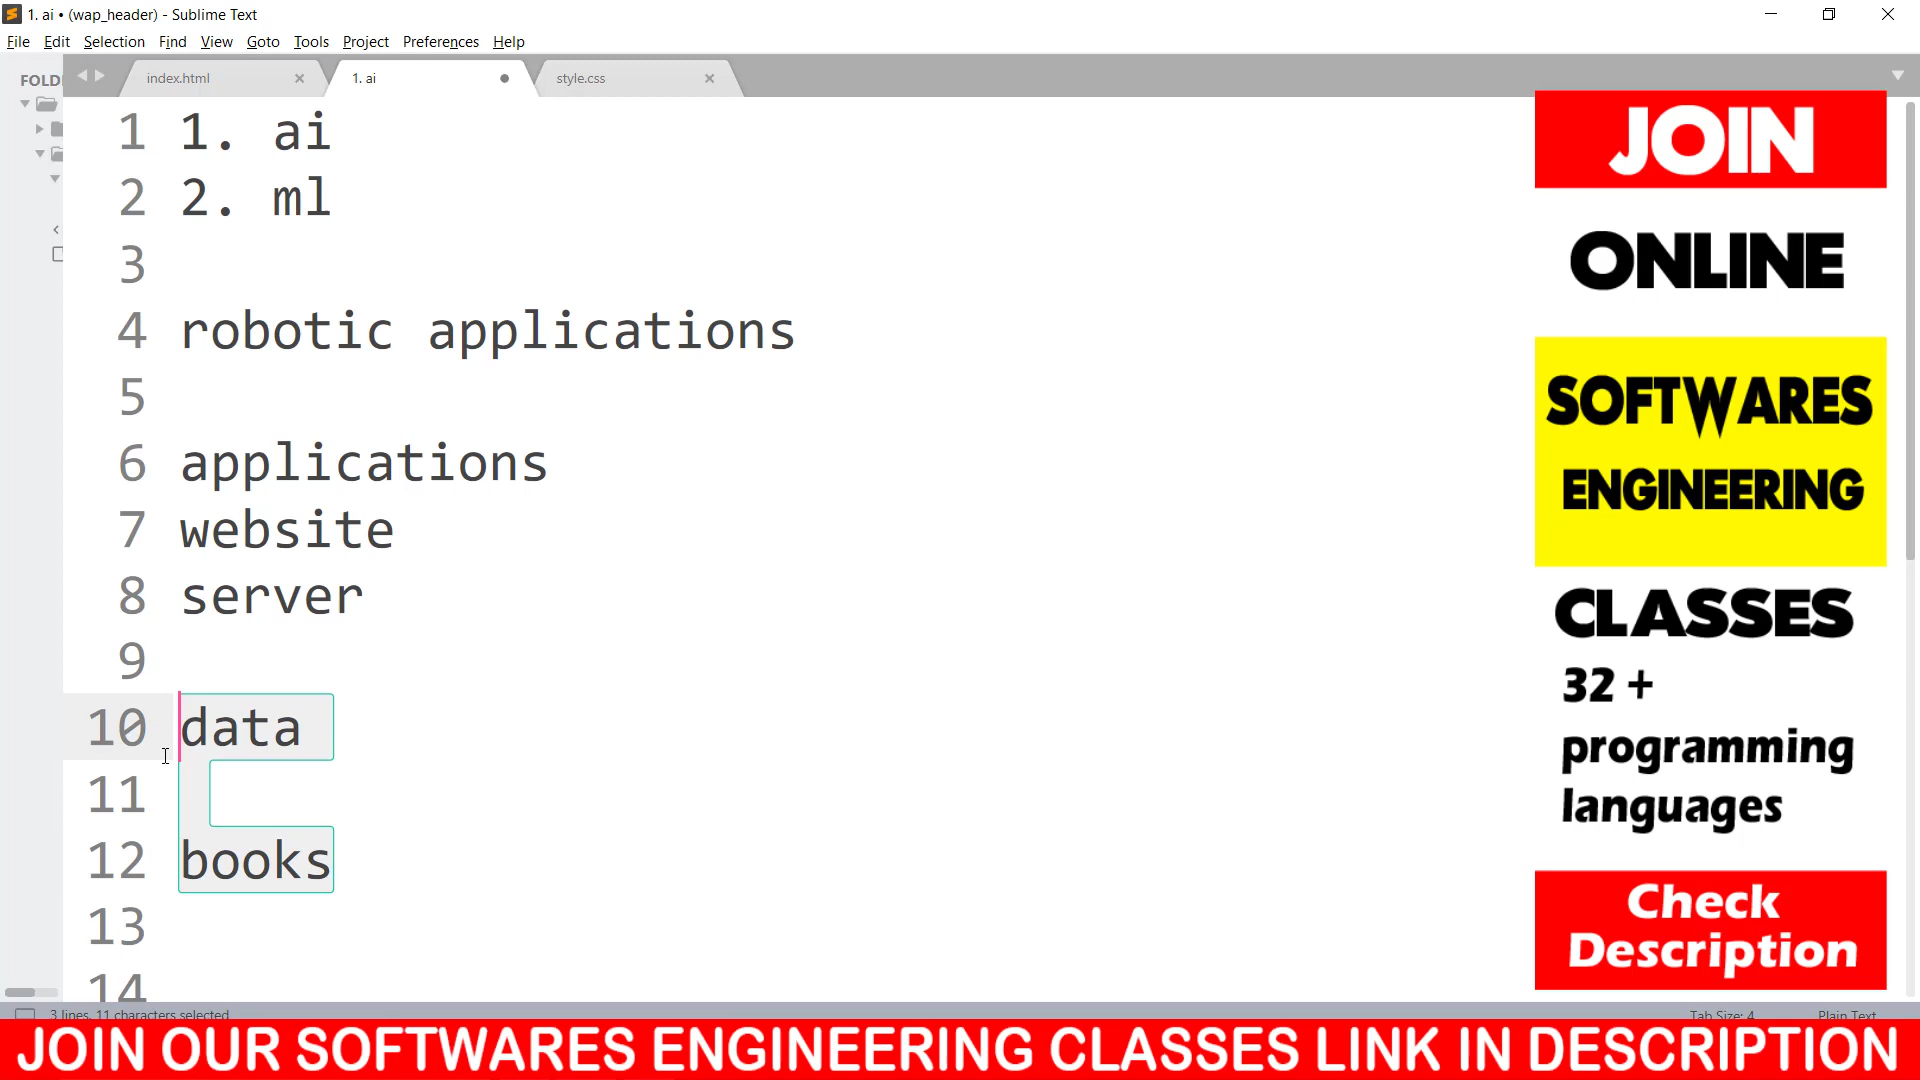 1. ai • (wap_header) - Sublime Text
File Edit Selection Find View Goto Tools Project Preferences Help
FOLD
index.html
1. ai
style.css
1 1. ai
2 2. ml
3
4 robotic applications
5
6 applications
7 website
8 server
9
10 data
11
12 books
13
14
JOIN
ONLINE
SOFTWARES
ENGINEERING
CLASSES
32 +
programming
languages
Check
Description
3 lines, 11 characters selected
Tab Size: 4
Plain Text
JOIN OUR SOFTWARES ENGINEERING CLASSES LINK IN DESCRIPTION